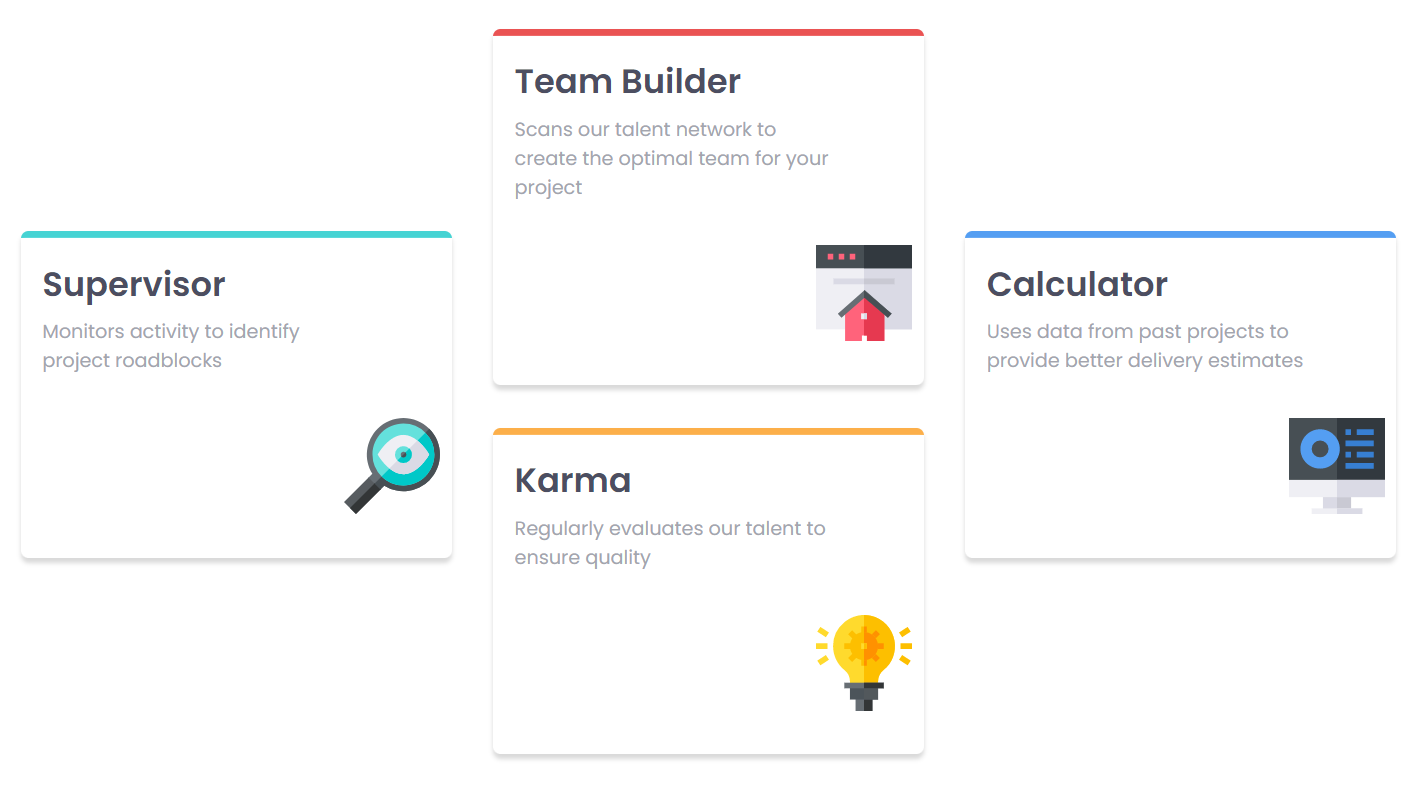 Team Builder
Scans our talent network to
create the optimal team for your
project
Supervisor
Monitors activity to identify
project roadblocks
Calculator
Uses data from past projects to
provide better delivery estimates
Karma
Regularly evaluates our talent to
ensure quality